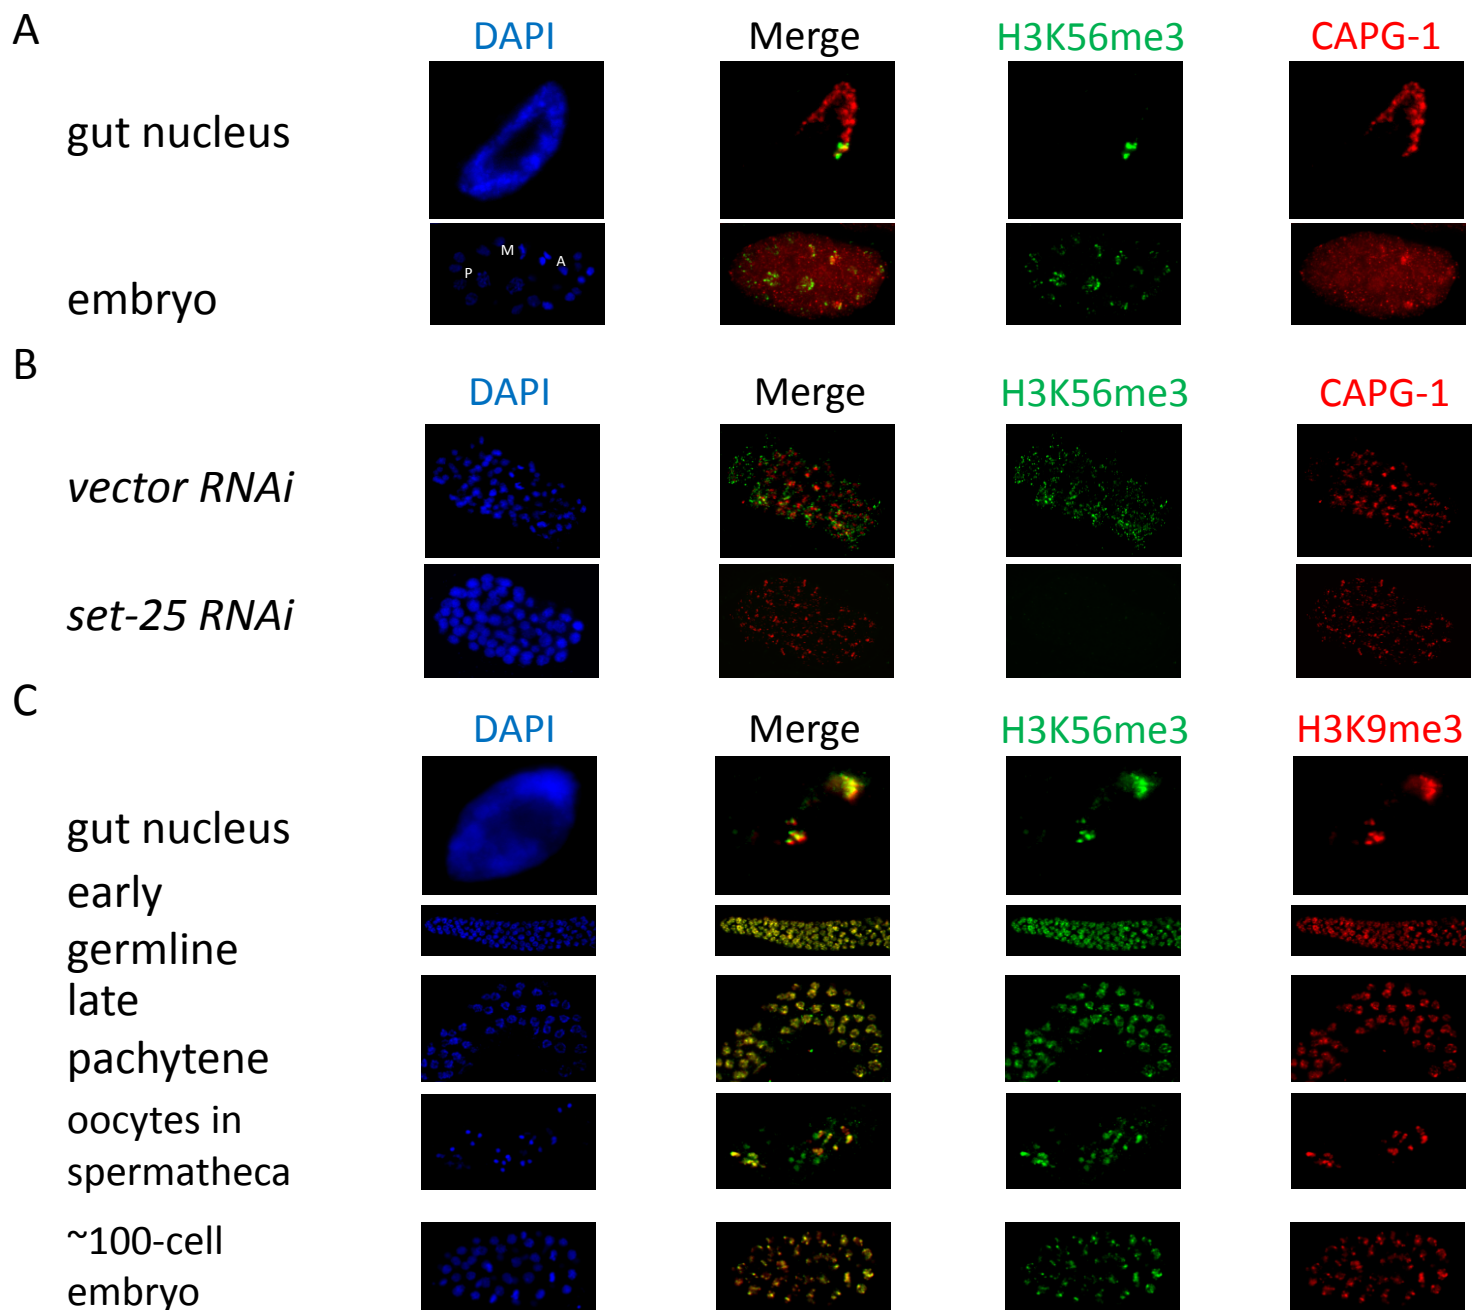 A
DAPI Merge H3K56me3 CAPG-1
gut nucleus
M
A
P
embryo
B
DAPI Merge H3K56me3 CAPG-1
vector RNAi
set-25 RNAi
C
DAPI Merge H3K56me3 H3K9me3
gut nucleus
early
germline
late
pachytene
oocytes in
spermatheca
~100-cell
embryo